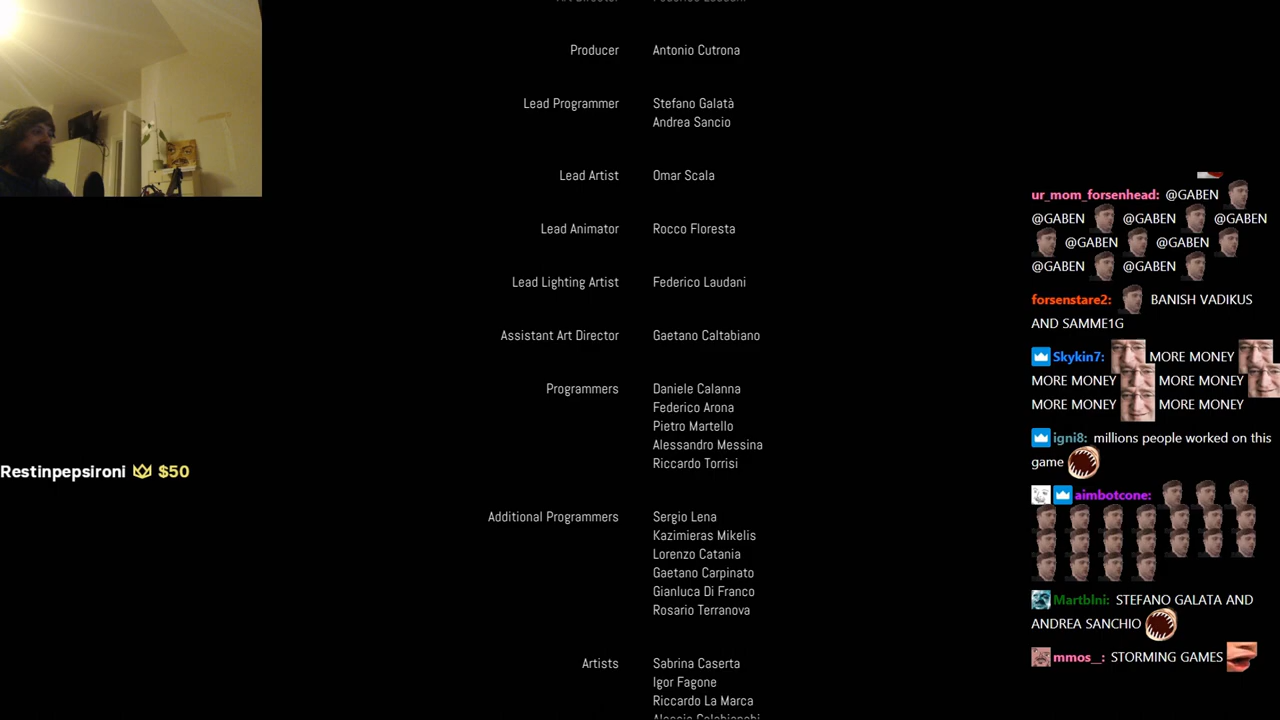 Producer Antonio Cutrona
Lead Programmer Stefano Galatà
Andrea Sancio
Lead Artist Omar Scala
Lead Animator Rocco Floresta
Lead Lighting Artist Federico Laudani
Assistant Art Director Gaetano Caltabiano
Programmers Daniele Calanna
Federico Arona
Pietro Martello
Alessandro Messina
Riccardo Torrisi
Additional Programmers Sergio Lena
Kazimieras Mikelis
Lorenzo Catania
Gaetano Carpinato
Gianluca Di Franco
Rosario Terranova
Artists Sabrina Caserta
Igor Fagone
Riccardo La Marca
Restinpepsironi $50
ur_mom_forsenhead: @GABEN
@GABEN @GABEN @GABEN
@GABEN @GABEN
@GABEN @GABEN
forsenstare2: BANISH VADIKUS
AND SAMME1G
Skykin7: MORE MONEY
MORE MONEY MORE MONEY
MORE MONEY MORE MONEY
igni8: millions people worked on this
game
aimbotcone:
Martblni: STEFANO GALATA AND
ANDREA SANCHIO
mmos__: STORMING GAMES